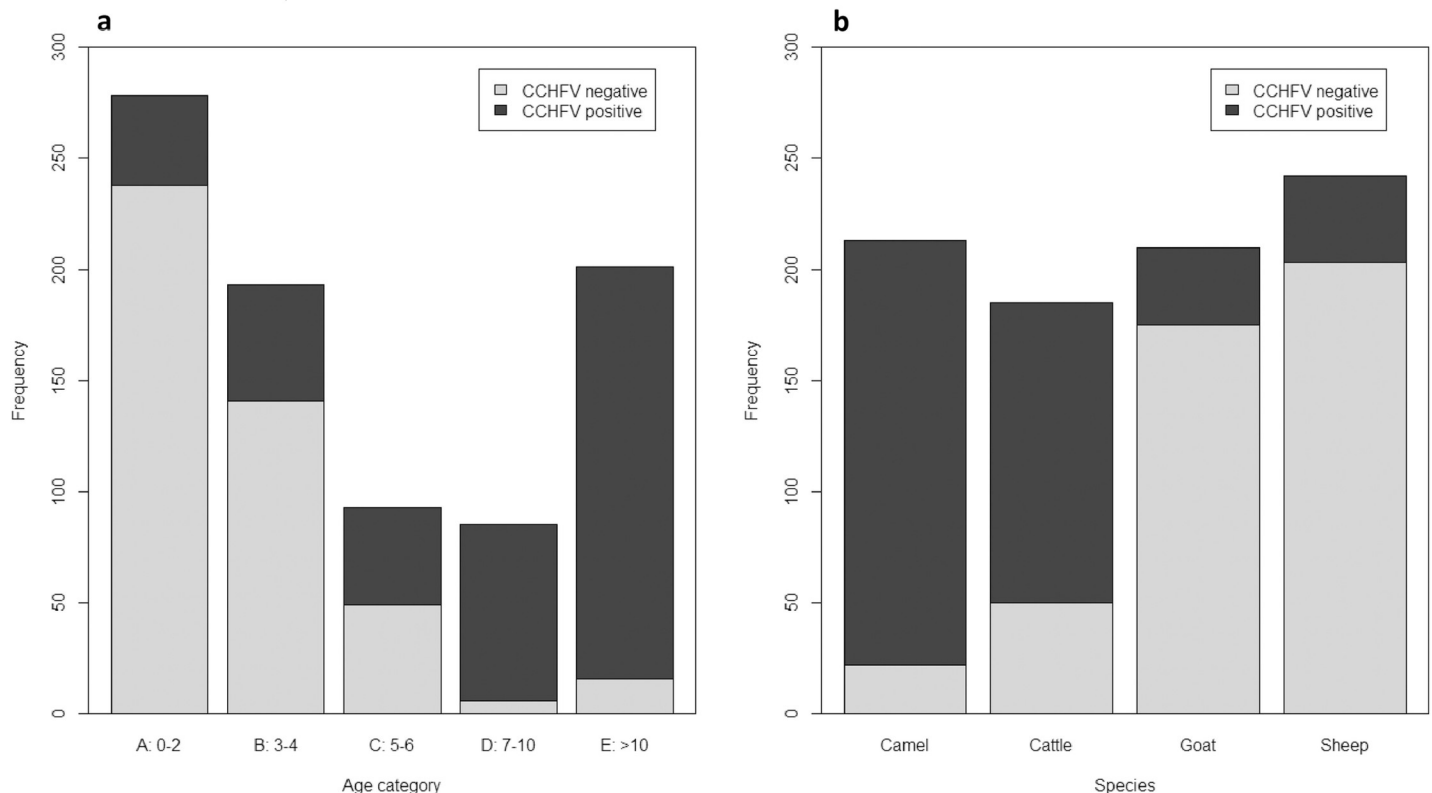 a
300
250
200
150
100
50
0
Frequency
CCHFV negative
CCHFV positive
A: 0-2
B: 3-4
C: 5-6
D: 7-10
E: >10
Age category
b
300
250
200
150
100
50
0
Frequency
CCHFV negative
CCHFV positive
Camel
Cattle
Goat
Sheep
Species